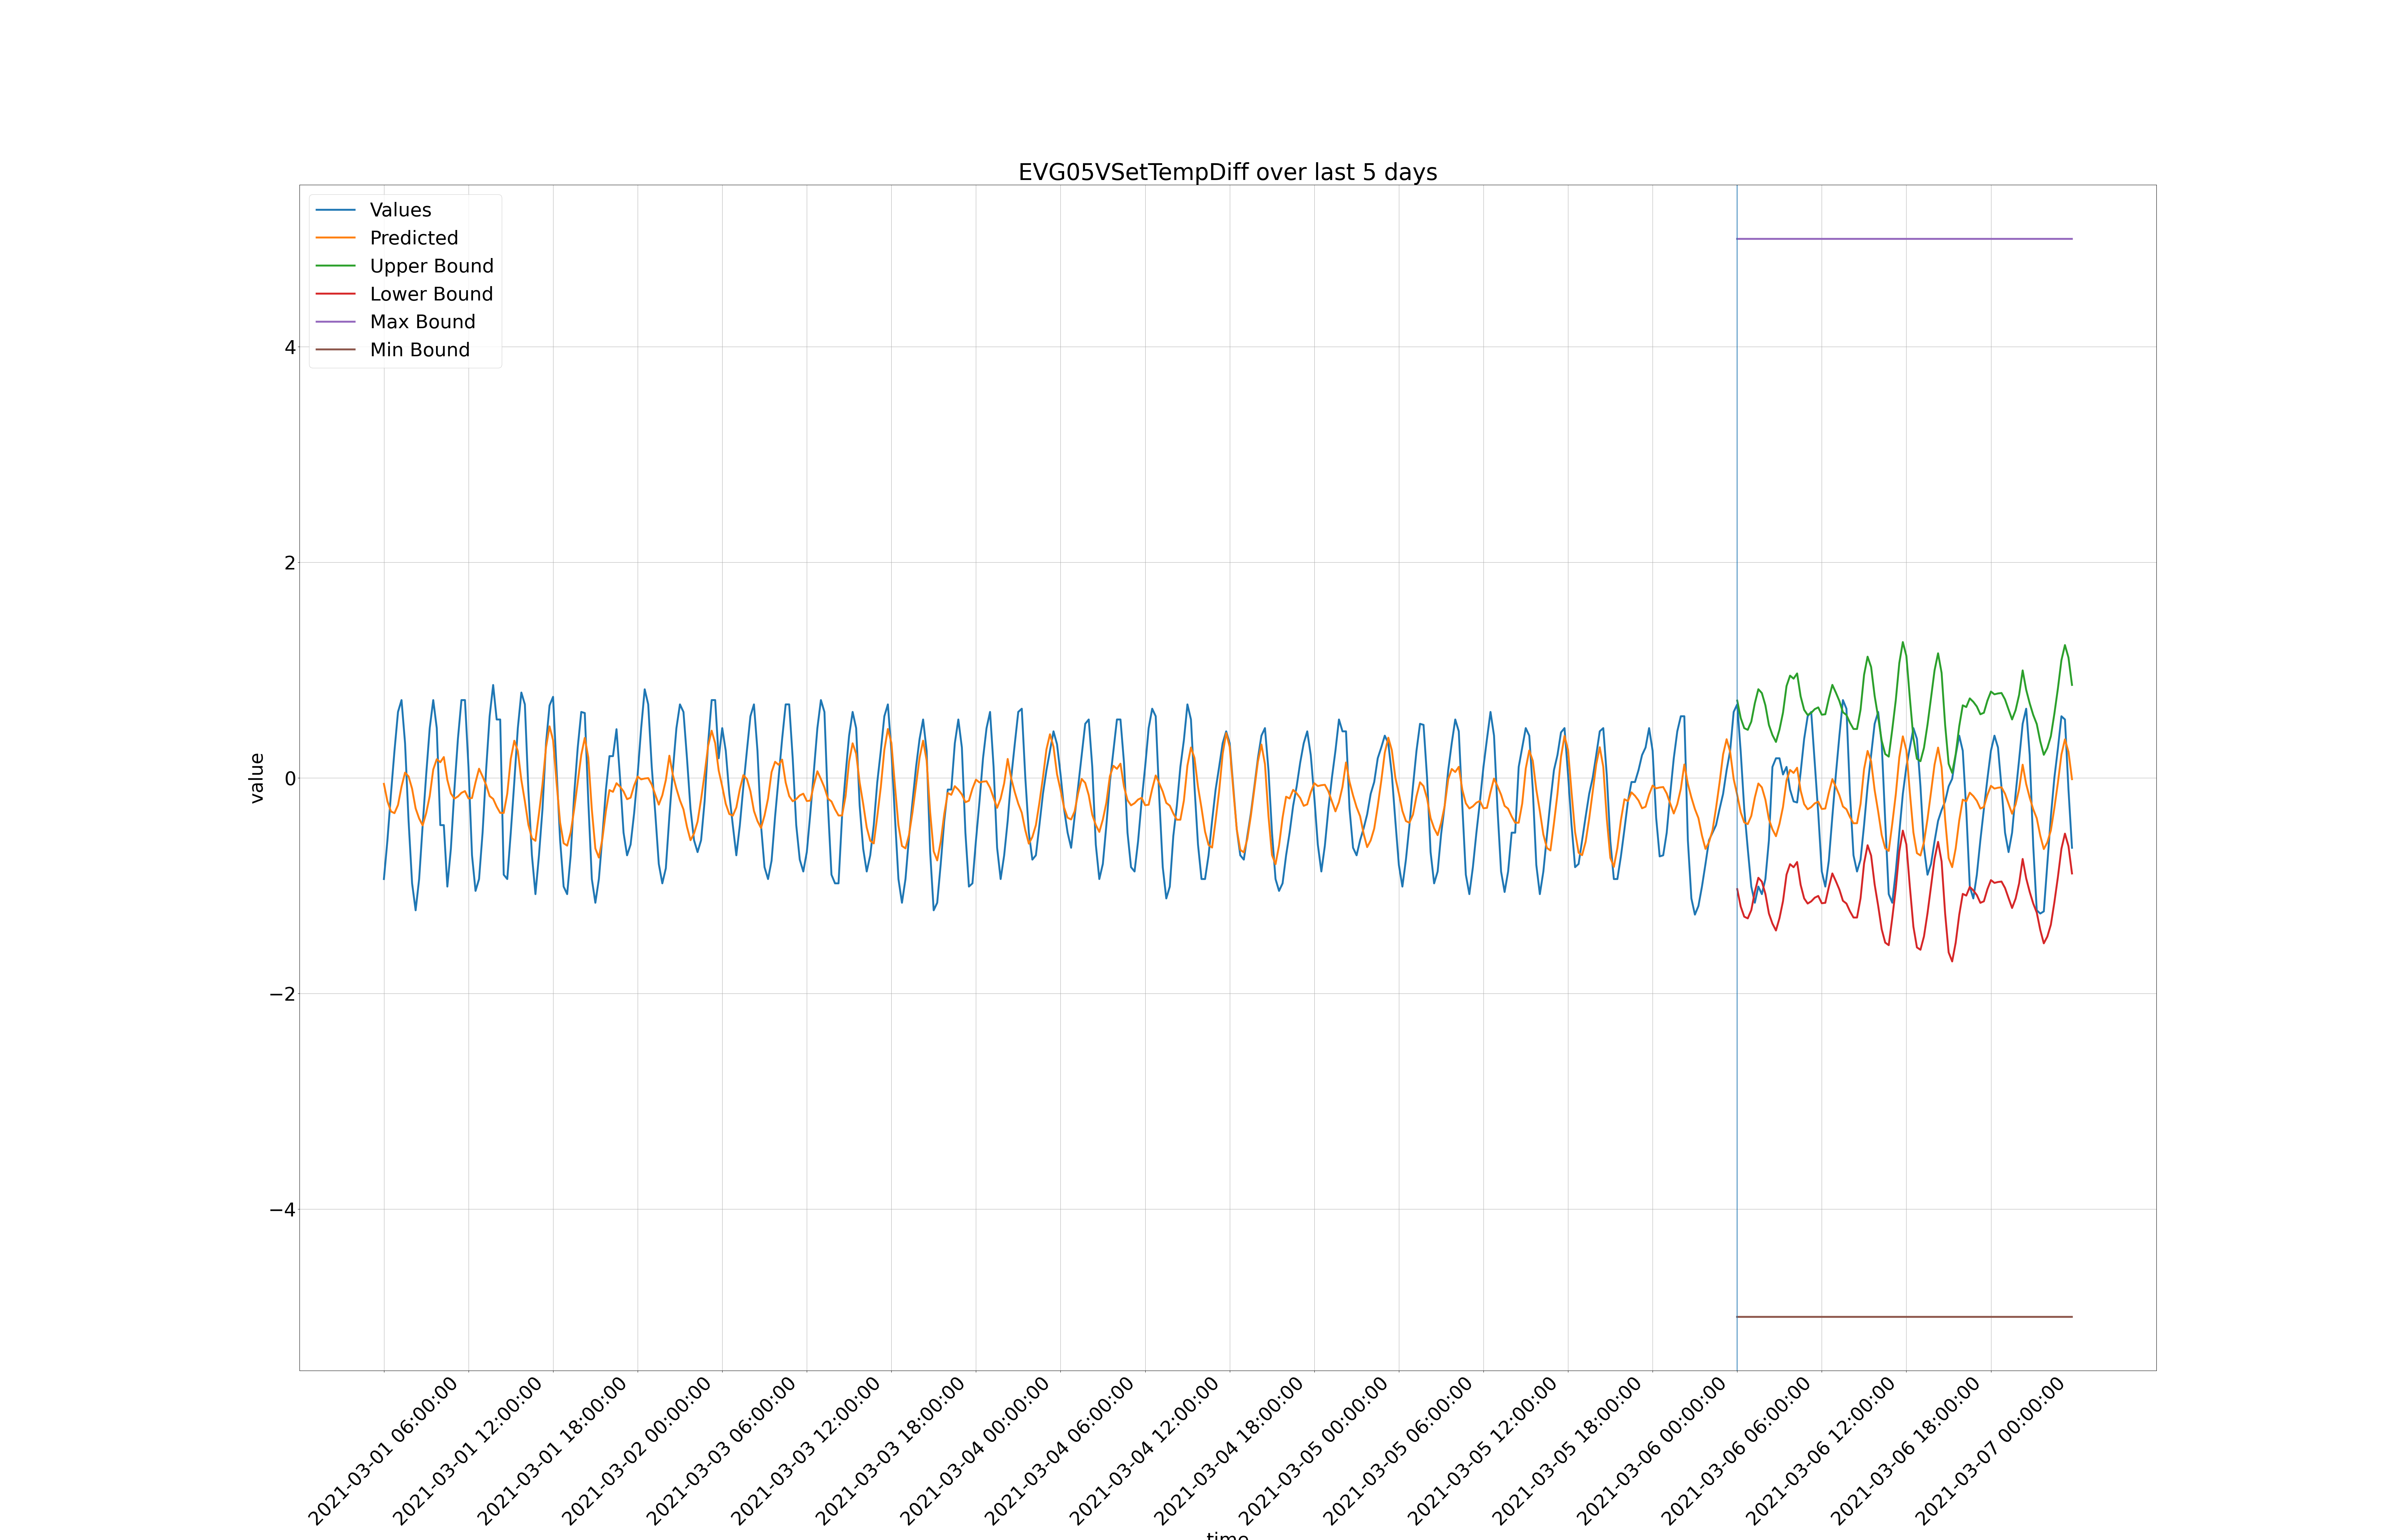 EVG05VSetTempDiff over last 5 days
Values
Predicted
Upper Bound
Lower Bound
Max Bound
Min Bound
4
2
0
−2
−4
value
2021-03-01 06:00:00
2021-03-01 12:00:00
2021-03-01 18:00:00
2021-03-02 00:00:00
2021-03-03 06:00:00
2021-03-03 12:00:00
2021-03-03 18:00:00
2021-03-04 00:00:00
2021-03-04 06:00:00
2021-03-04 12:00:00
2021-03-04 18:00:00
2021-03-05 00:00:00
2021-03-05 06:00:00
2021-03-05 12:00:00
2021-03-05 18:00:00
2021-03-06 00:00:00
2021-03-06 06:00:00
2021-03-06 12:00:00
2021-03-06 18:00:00
2021-03-07 00:00:00
time